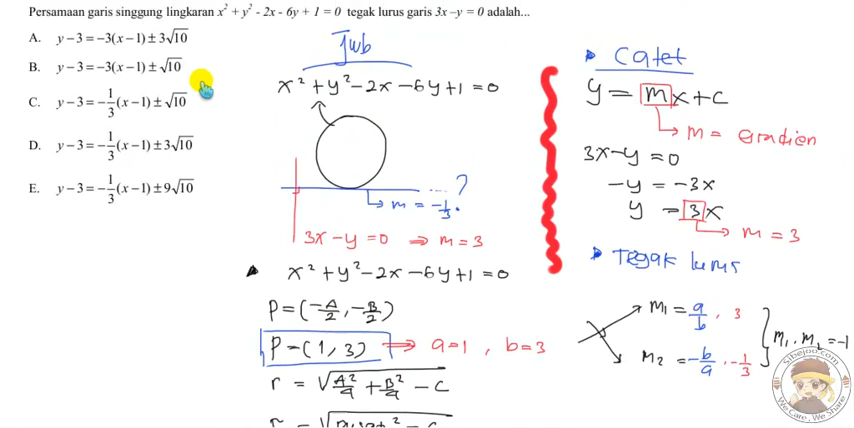 Persamaan garis singgung lingkaran x² + y² - 2x - 6y + 1 = 0 tegak lurus garis 3x – y = 0 adalah...
A. y – 3 = –3(x – 1) ± 3√10
B. y – 3 = –3(x – 1) ± √10
C. y – 3 = –1/3(x – 1) ± √10
D. y – 3 = –1/3(x – 1) ± 3√10
E. y – 3 = –1/3(x – 1) ± 9√10
Jwb
x² + y² – 2x – 6y + 1 = 0
.... ?
m = –1/3.
3x – y = 0 ⇒ m = 3
x² + y² – 2x – 6y + 1 = 0
P = (–A/2, –B/2)
P = (1, 3) ⇒ a = 1 , b = 3
r = √
– C
Catet
y = mx + c
m = gradien
3x – y = 0
–y = –3x
y = 3x
m = 3
Tegak lurus
m₁ = a/b , 3
m₂ = –b/a , –1/3
m₁ . m₂ = –1
Sibejoo.com
We Care, We Share